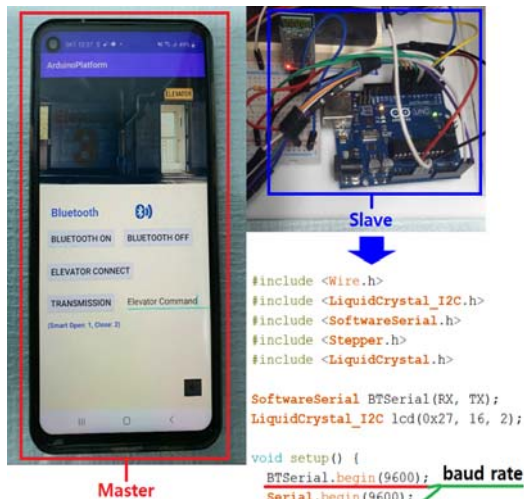 ArduinoPlatform
ELEVATOR
3
Bluetooth
BLUETOOTH ON BLUETOOTH OFF
ELEVATOR CONNECT
TRANSMISSION Elevator Command
(Smart Open: 1, Close: 2)
Master
UNO
Slave
#include <Wire.h>
#include <LiquidCrystal_I2C.h>
#include <SoftwareSerial.h>
#include <Stepper.h>
#include <LiquidCrystal.h>
SoftwareSerial BTSerial(RX, TX);
LiquidCrystal_I2C lcd(0x27, 16, 2);
void setup() {
BTSerial.begin(9600); baud rate
Serial.begin(9600);